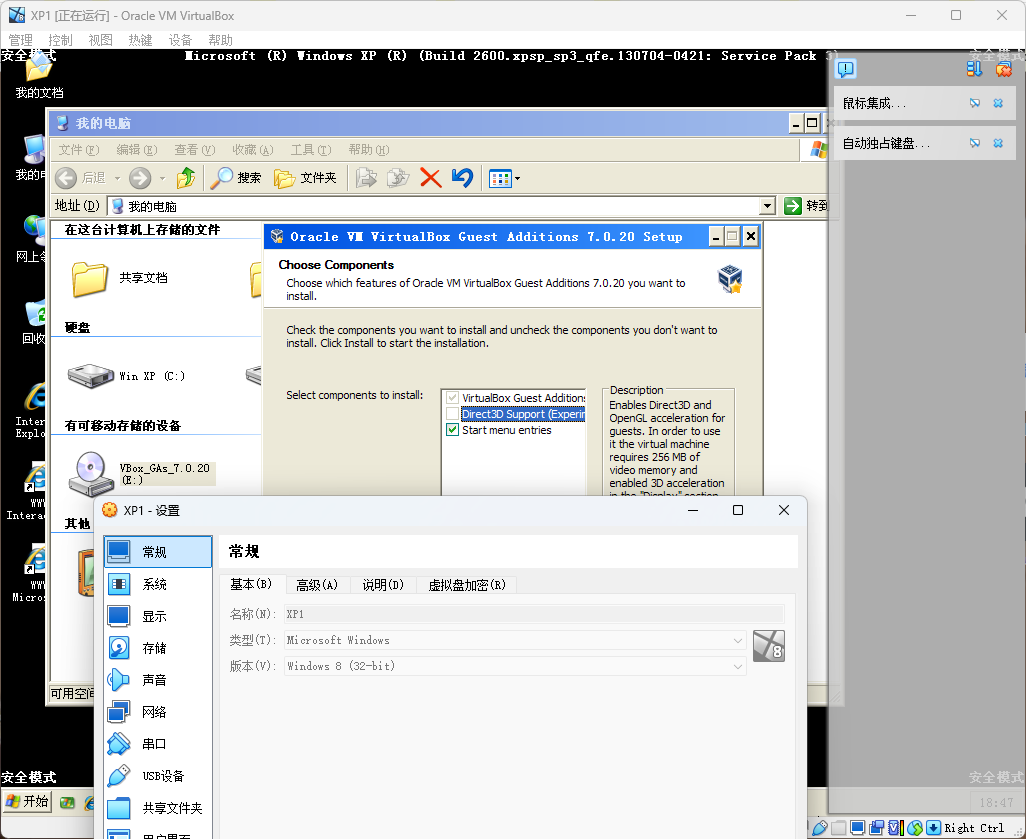 XP1 [正在运行] - Oracle VM VirtualBox
管理 控制 视图 热键 设备 帮助
安全模式
Microsoft (R) Windows XP (R) (Build 2600.xpsp_sp3_qfe.130704-0421: Service Pack 3)
安全模式
我的文档
我的电
网上邻
回收
Inter
Explo
WWW
Interac
WWW
Micros
我的电脑
文件(F) 编辑(E) 查看(V) 收藏(A) 工具(T) 帮助(H)
后退 搜索 文件夹
地址(D) 我的电脑 转到
在这台计算机上存储的文件
共享文档
硬盘
Win XP (C:)
有可移动存储的设备
VBox_GAs_7.0.20
(E:)
其他
可用空间
Oracle VM VirtualBox Guest Additions 7.0.20 Setup
Choose Components
Choose which features of Oracle VM VirtualBox Guest Additions 7.0.20 you want to
install.
Check the components you want to install and uncheck the components you don't want to
install. Click Install to start the installation.
Select components to install:
VirtualBox Guest Additions
Direct3D Support (Experim
Start menu entries
Description
Enables Direct3D and
OpenGL acceleration for
guests. In order to use
it the virtual machine
requires 256 MB of
video memory and
enabled 3D acceleration
in the "Display" section
鼠标集成...
自动独占键盘...
XP1 - 设置
常规
系统
显示
存储
声音
网络
串口
USB设备
共享文件夹
用户界面
常规
基本(B) 高级(A) 说明(D) 虚拟盘加密(R)
名称(N): XP1
类型(T): Microsoft Windows
版本(V): Windows 8 (32-bit)
8
安全模式
安全模式
开始
18:47
Right Ctrl